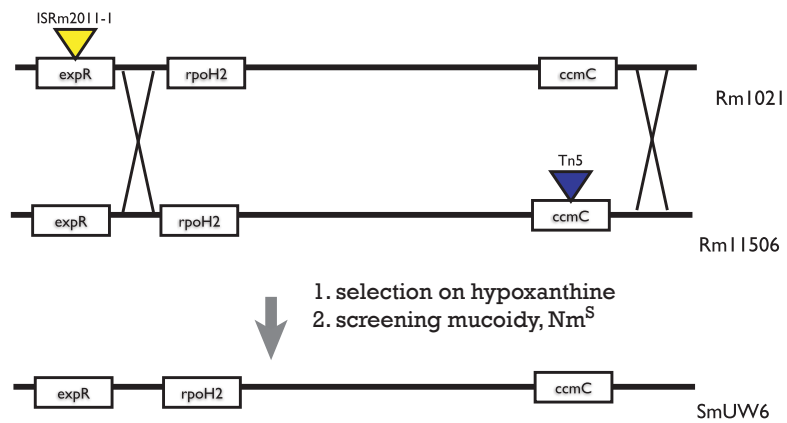 ISRm2011-1
expR
rpoH2
ccmC
Rm1021
Tn5
expR
rpoH2
ccmC
Rm11506
1. selection on hypoxanthine
2. screening mucoidy, Nm^S
expR
rpoH2
ccmC
SmUW6